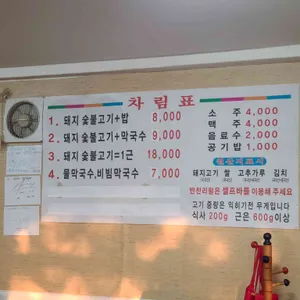 차림표
1. 돼지 숯불고기+밥 8,000
2. 돼지 숯불고기+막국수 9,000
3. 돼지 숯불고기=1근 18,000
4. 물막국수,비빔막국수 7,000
소 주 4,000
맥 주 4,000
음료수 2,000
공기밥 1,000
원산지표시
돼지고기 쌀 고추가루 김치
반찬리필은 셀프바를 이용해 주세요
고기 중량은 익히기전 무게입니다
식사 200g 한근은 600g이상